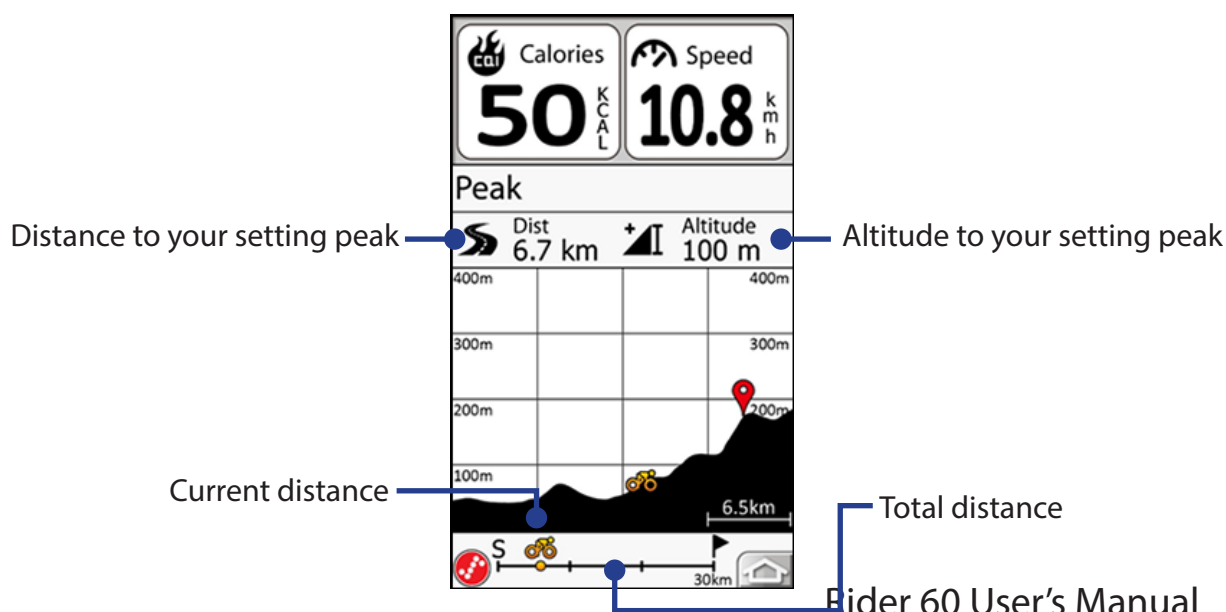 cal Calories
50 KCAL
Speed
10.8 kmh
Peak
Distance to your setting peak
Dist
6.7 km
+ Altitude
100 m
Altitude to your setting peak
400m 400m
300m 300m
200m 200m
100m
Current distance
6.5km
Total distance
S
30km
Rider 60 User's Manual